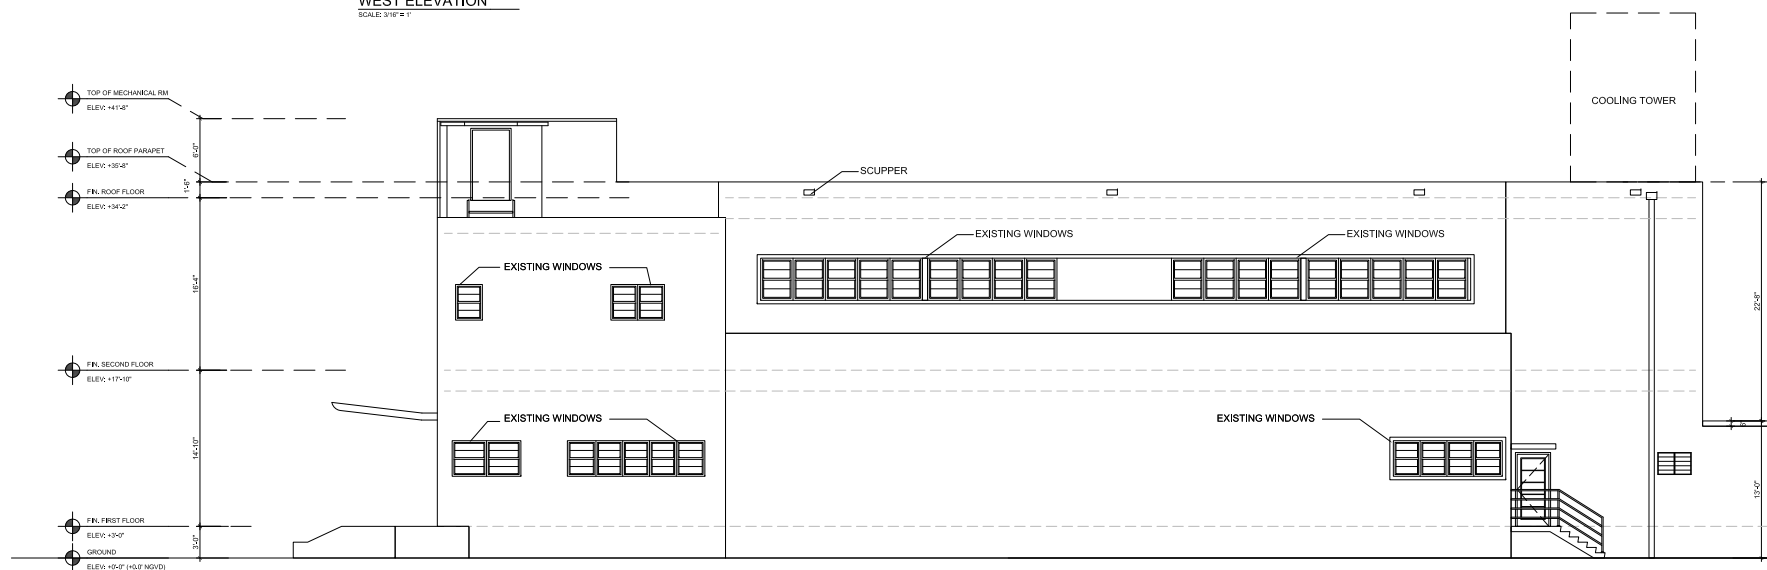 WEST ELEVATION
SCALE: 3/16" = 1'
TOP OF MECHANICAL RM
ELEV: +41'-8"
COOLING TOWER
6'-0"
TOP OF ROOF PARAPET
ELEV: +35'-8"
SCUPPER
1'-6"
FIN. ROOF FLOOR
ELEV: +34'-2"
EXISTING WINDOWS
EXISTING WINDOWS
EXISTING WINDOWS
16'-4"
22'-8"
FIN. SECOND FLOOR
ELEV: +17'-10"
EXISTING WINDOWS
EXISTING WINDOWS
14'-10"
13'-0"
FIN. FIRST FLOOR
ELEV: +3'-0"
3'-0"
GROUND
ELEV: +0'-0" (+0.0' NGVD)